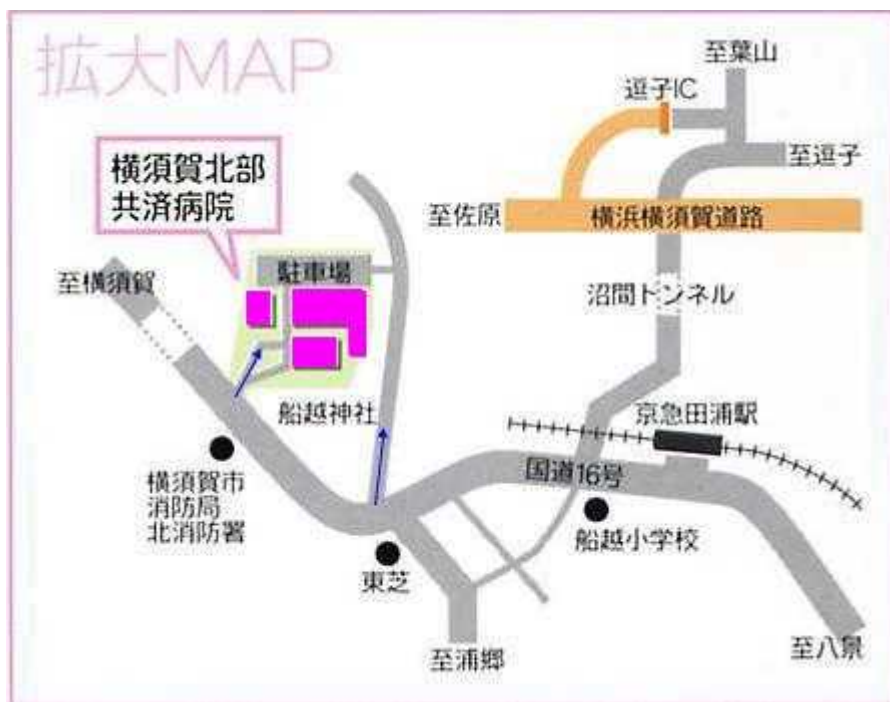 拡大MAP
至葉山
逗子IC
至逗子
横須賀北部
共済病院
至佐原
横浜横須賀道路
駐車場
至横須賀
沼間トンネル
船越神社
京急田浦駅
国道16号
横須賀市
消防局
北消防署
船越小学校
東芝
至浦郷
至八景